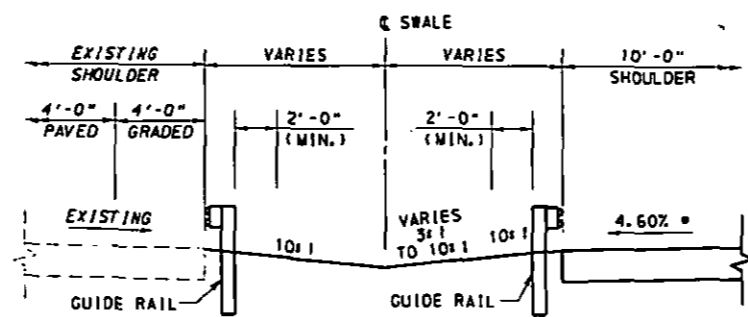 ℄ SWALE
EXISTING
SHOULDER
VARIES
VARIES
10'-0"
SHOULDER
4'-0"
PAVED
4'-0"
GRADED
2'-0"
(MIN.)
2'-0"
(MIN.)
EXISTING
10:1
VARIES
3:1
TO 10:1
10:1
4.60% *
GUIDE RAIL
GUIDE RAIL